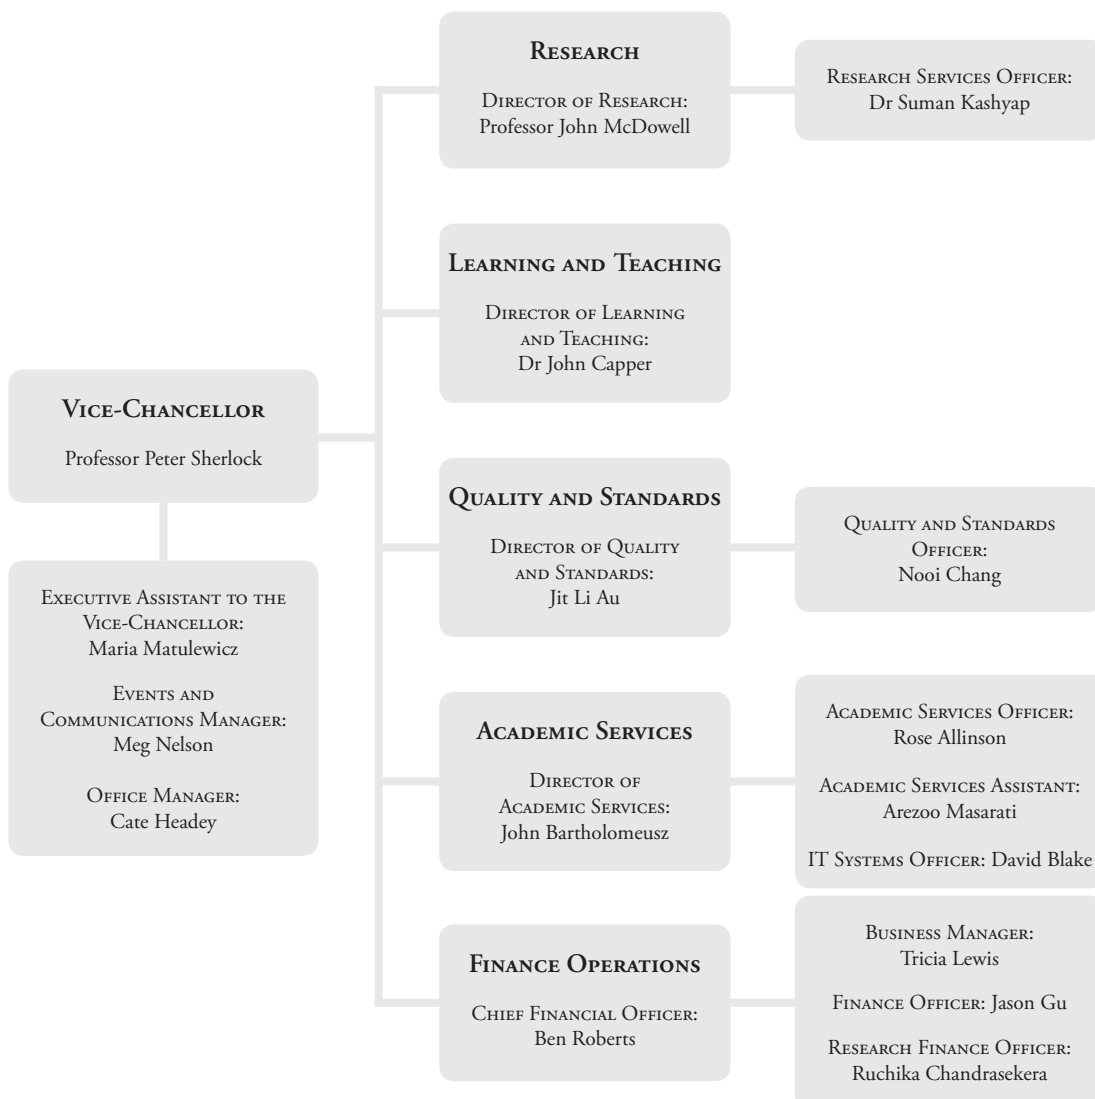 Research
Director of Research:
Professor John McDowell
Research Services Officer:
Dr Suman Kashyap
Learning and Teaching
Director of Learning
and Teaching:
Dr John Capper
Vice-Chancellor
Professor Peter Sherlock
Executive Assistant to the
Vice-Chancellor:
Maria Matulewicz
Events and
Communications Manager:
Meg Nelson
Office Manager:
Cate Headey
Quality and Standards
Director of Quality
and Standards:
Jit Li Au
Quality and Standards
Officer:
Nooi Chang
Academic Services
Director of
Academic Services:
John Bartholomeusz
Academic Services Officer:
Rose Allinson
Academic Services Assistant:
Arezoo Masarati
IT Systems Officer: David Blake
Finance Operations
Chief Financial Officer:
Ben Roberts
Business Manager:
Tricia Lewis
Finance Officer: Jason Gu
Research Finance Officer:
Ruchika Chandrasekera